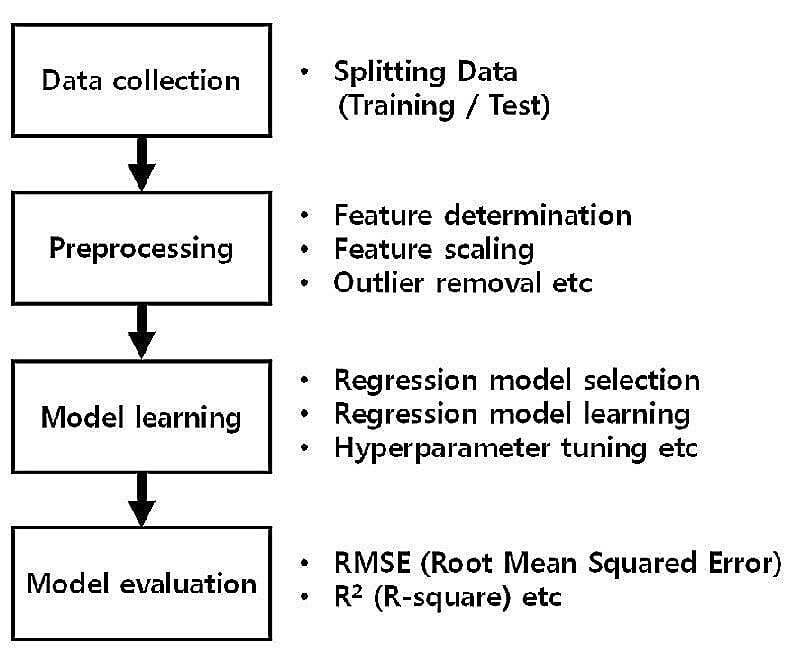 Data collection
• Splitting Data
(Training / Test)
Preprocessing
• Feature determination
• Feature scaling
• Outlier removal etc
Model learning
• Regression model selection
• Regression model learning
• Hyperparameter tuning etc
Model evaluation
• RMSE (Root Mean Squared Error)
• R² (R-square) etc